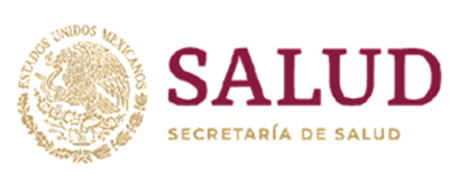 ESTADOS UNIDOS MEXICANOS
SALUD
SECRETARÍA DE SALUD